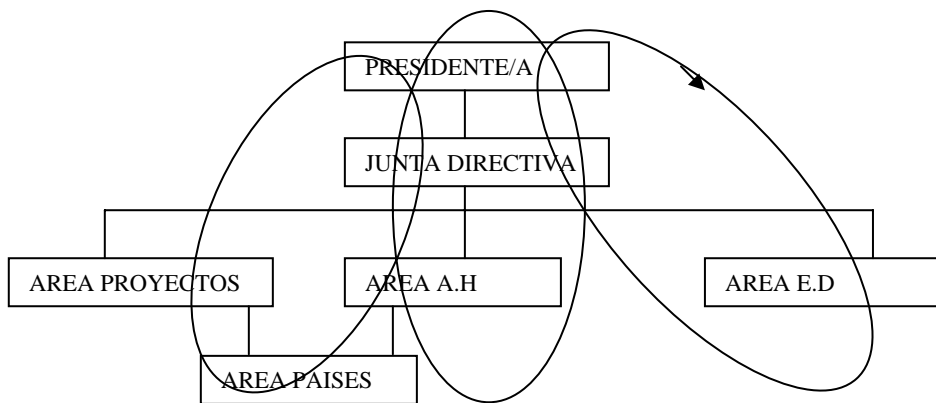 PRESIDENTE/A
JUNTA DIRECTIVA
AREA PROYECTOS
AREA A.H
AREA E.D
AREA PAISES